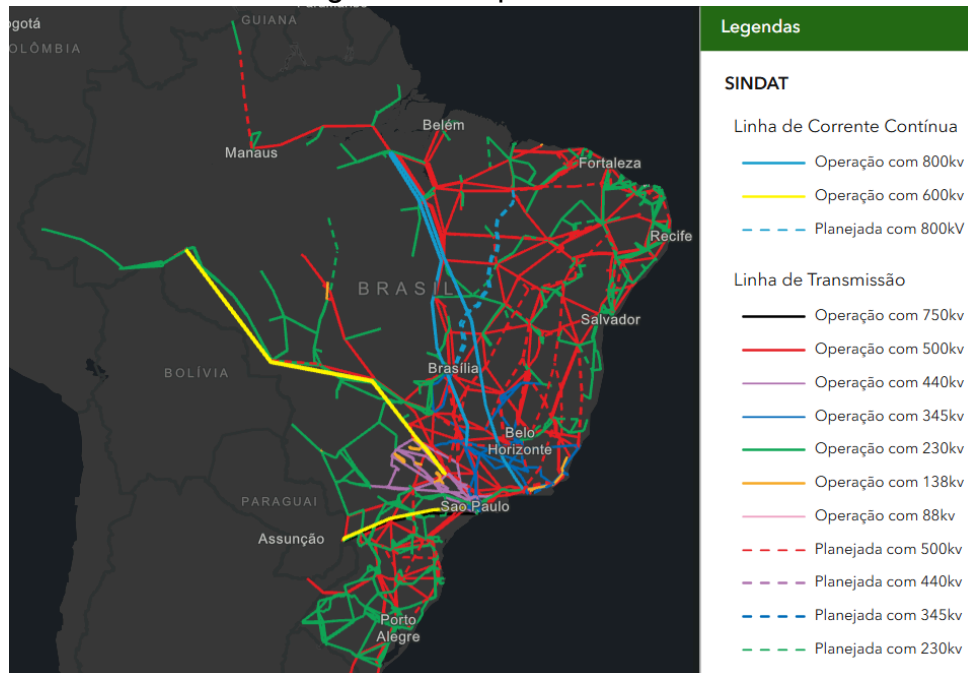 GUIANA
ogotá
OLÔMBIA
Belém
Manaus
Fortaleza
Recife
BRASIL
Salvador
Brasília
BOLÍVIA
Belo
Horizonte
PARAGUAI
Sao Paulo
Assunção
Porto
Alegre
Legendas
SINDAT
Linha de Corrente Contínua
Operação com 800kv
Operação com 600kv
Planejada com 800kV
Linha de Transmissão
Operação com 750kv
Operação com 500kv
Operação com 440kv
Operação com 345kv
Operação com 230kv
Operação com 138kv
Operação com 88kv
Planejada com 500kv
Planejada com 440kv
Planejada com 345kv
Planejada com 230kv